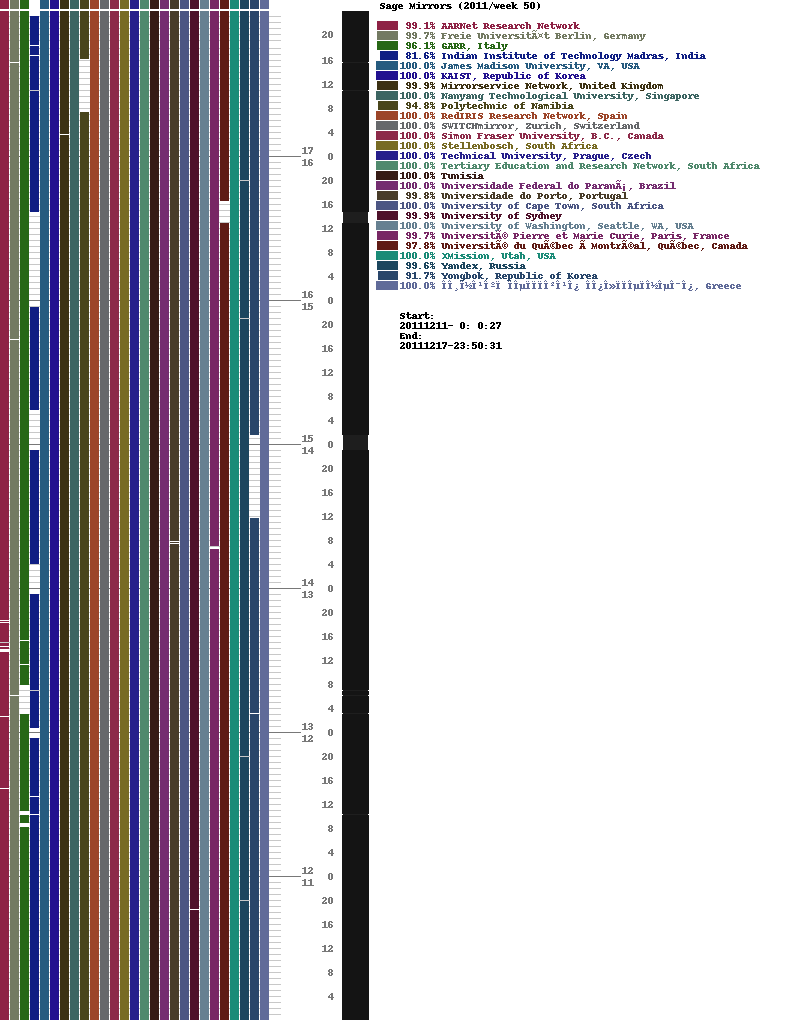 Sage Mirrors (2011/week 50)
99.1% AARNet Research Network
99.7% Freie UniversitÃ¤t Berlin, Germany
96.1% GARR, Italy
81.6% Indian Institute of Technology Madras, India
100.0% James Madison University, VA, USA
100.0% KAIST, Republic of Korea
99.9% Mirrorservice Network, United Kingdom
100.0% Nanyang Technological University, Singapore
94.8% Polytechnic of Namibia
100.0% RedIRIS Research Network, Spain
100.0% SWITCHmirror, Zurich, Switzerland
100.0% Simon Fraser University, B.C., Canada
100.0% Stellenbosch, South Africa
100.0% Technical University, Prague, Czech
100.0% Tertiary Education and Research Network, South Africa
100.0% Tunisia
100.0% Universidade Federal do ParanÃ¡, Brazil
99.8% Universidade do Porto, Portugal
100.0% University of Cape Town, South Africa
99.9% University of Sydney
100.0% University of Washington, Seattle, WA, USA
99.7% UniversitÃ© Pierre et Marie Curie, Paris, France
97.8% UniversitÃ© du QuÃ©bec Ã MontrÃ©al, QuÃ©bec, Canada
100.0% XMission, Utah, USA
99.6% Yandex, Russia
91.7% Yongbok, Republic of Korea
100.0% Greece
Start:
20111211- 0: 0:27
End:
20111217-23:50:31
20
16
12
8
4
17
0
16
20
16
12
8
4
16
0
15
20
16
12
8
4
15
0
14
20
16
12
8
4
14
0
13
20
16
12
8
4
13
0
12
20
16
12
8
4
12
0
11
20
16
12
8
4